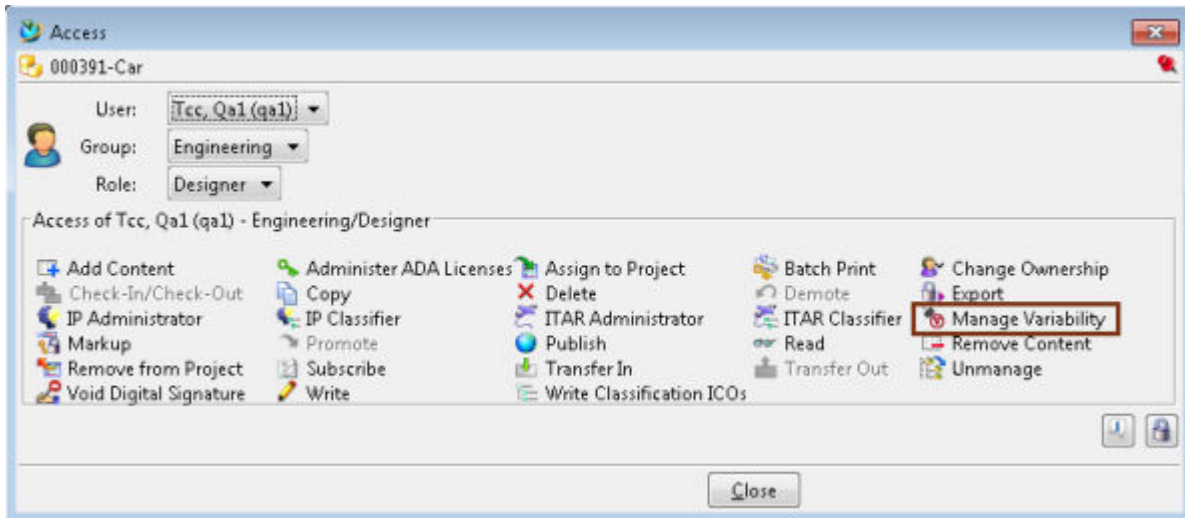 Access
000391-Car
User: Tcc, Qa1 (qa1)
Group: Engineering
Role: Designer
Access of Tcc, Qa1 (qa1) - Engineering/Designer
Add Content Administer ADA Licenses Assign to Project Batch Print Change Ownership
Check-In/Check-Out Copy Delete Demote Export
IP Administrator IP Classifier ITAR Administrator ITAR Classifier Manage Variability
Markup Promote Publish Read Remove Content
Remove from Project Subscribe Transfer In Transfer Out Unmanage
Void Digital Signature Write Write Classification ICOs
Close